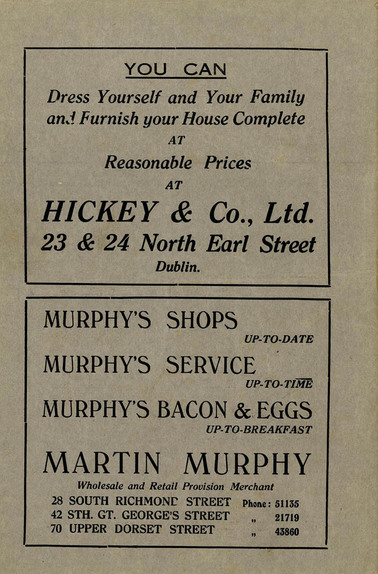 YOU CAN
Dress Yourself and Your Family
and Furnish your House Complete
AT
Reasonable Prices
AT
HICKEY & Co., Ltd.
23 & 24 North Earl Street
Dublin.
MURPHY'S SHOPS
UP-TO-DATE
MURPHY'S SERVICE
UP-TO-TIME
MURPHY'S BACON & EGGS
UP-TO-BREAKFAST
MARTIN MURPHY
Wholesale and Retail Provision Merchant
28 SOUTH RICHMOND STREET Phone: 51135
42 STH. GT. GEORGE'S STREET „ 21719
70 UPPER DORSET STREET „ 43860